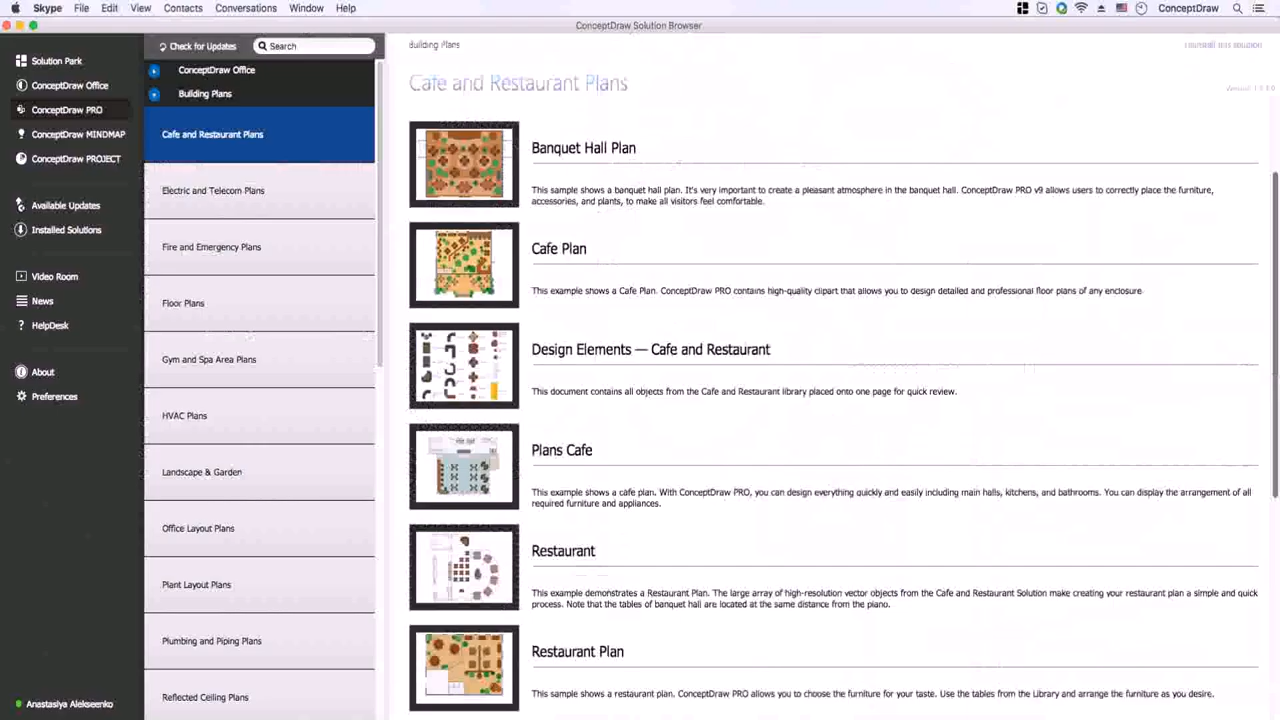 Skype File Edit View Contacts Conversations Window Help ConceptDraw
ConceptDraw Solution Browser
Solution Park
ConceptDraw Office
ConceptDraw PRO
ConceptDraw MINDMAP
ConceptDraw PROJECT
Available Updates
Installed Solutions
Video Room
News
HelpDesk
About
Preferences
Anastasiya Alekseenko
Check for Updates Search
ConceptDraw Office
Building Plans
Cafe and Restaurant Plans
Electric and Telecom Plans
Fire and Emergency Plans
Floor Plans
Gym and Spa Area Plans
HVAC Plans
Landscape & Garden
Office Layout Plans
Plant Layout Plans
Plumbing and Piping Plans
Reflected Ceiling Plans
Building Plans
Uninstall this solution
Cafe and Restaurant Plans
Banquet Hall Plan
This sample shows a banquet hall plan. It's very important to create a pleasant atmosphere in the banquet hall. ConceptDraw PRO v9 allows users to correctly place the furniture,
accessories, and plants, to make all visitors feel comfortable.
Cafe Plan
This example shows a Cafe Plan. ConceptDraw PRO contains high-quality clipart that allows you to design detailed and professional floor plans of any enclosure
Design Elements — Cafe and Restaurant
This document contains all objects from the Cafe and Restaurant library placed onto one page for quick review.
Plans Cafe
This example shows a cafe plan. With ConceptDraw PRO, you can design everything quickly and easily including main halls, kitchens, and bathrooms. You can display the arrangement of all
required furniture and appliances.
Restaurant
This example demonstrates a Restaurant Plan. The large array of high-resolution vector objects from the Cafe and Restaurant Solution make creating your restaurant plan a simple and quick
process. Note that the tables of banquet hall are located at the same distance from the piano.
Restaurant Plan
This sample shows a restaurant plan. ConceptDraw PRO allows you to choose the furniture for your taste. Use the tables from the Library and arrange the furniture as you desire.